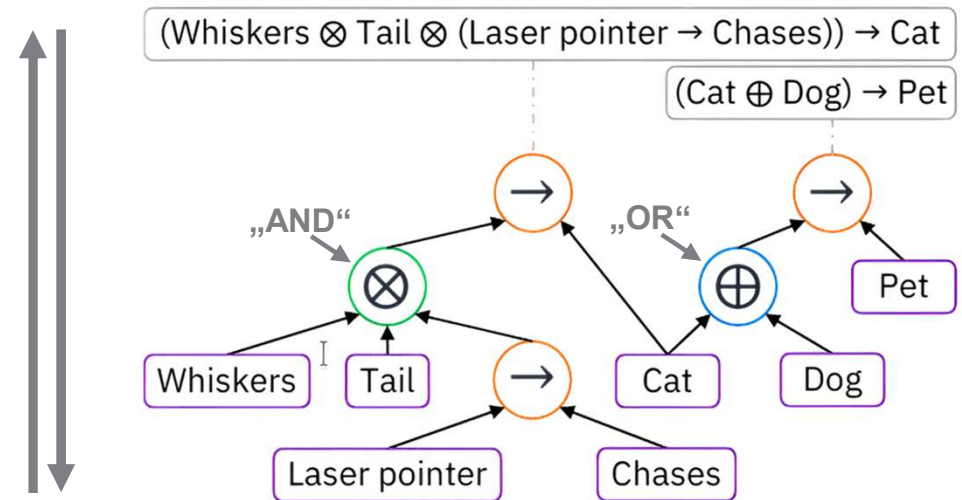 (Whiskers ⊗ Tail ⊗ (Laser pointer → Chases)) → Cat
(Cat ⊕ Dog) → Pet
→
→
„AND“
„OR“
⊗
⊕
Pet
Whiskers
Tail
→
Cat
Dog
Laser pointer
Chases